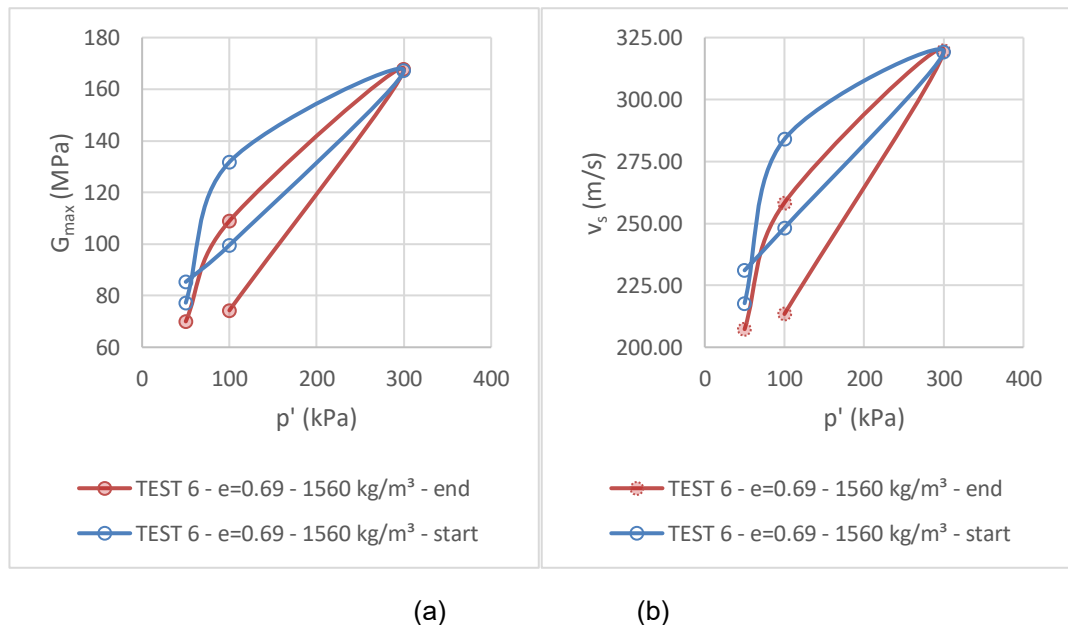 180
160
140
120
100
80
60
G_max (MPa)
0 100 200 300 400
p' (kPa)
TEST 6 - e=0.69 - 1560 kg/m³ - end
TEST 6 - e=0.69 - 1560 kg/m³ - start
325.00
300.00
275.00
250.00
225.00
200.00
v_s (m/s)
0 100 200 300 400
p' (kPa)
TEST 6 - e=0.69 - 1560 kg/m³ - end
TEST 6 - e=0.69 - 1560 kg/m³ - start
(a) (b)